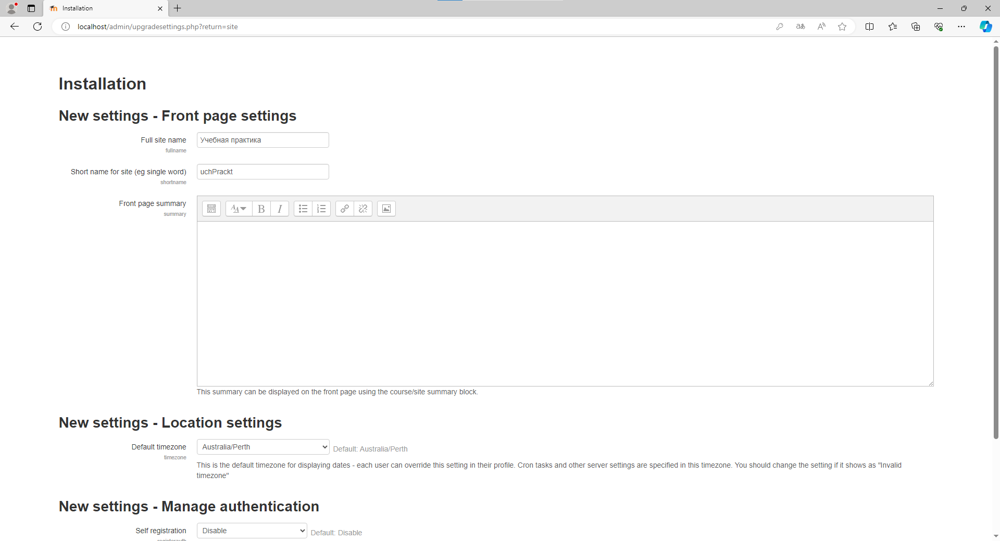 Installation
localhost/admin/upgradesettings.php?return=site
Installation
New settings - Front page settings
Full site name
Учебная практика
fullname
Short name for site (eg single word)
uchPrackt
shortname
Front page summary
summary
This summary can be displayed on the front page using the course/site summary block.
New settings - Location settings
Default timezone
Australia/Perth
Default: Australia/Perth
timezone
This is the default timezone for displaying dates - each user can override this setting in their profile. Cron tasks and other server settings are specified in this timezone. You should change the setting if it shows as "Invalid
timezone"
New settings - Manage authentication
Self registration
Disable
Default: Disable
registerauth